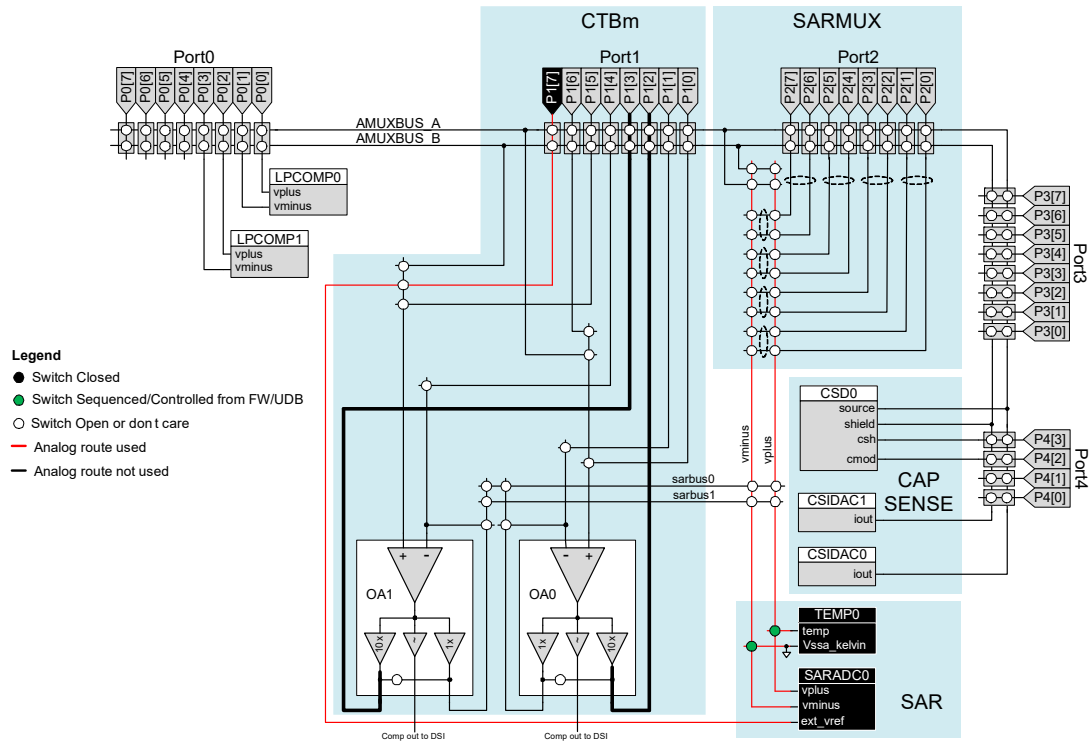 CTBm
SARMUX
Port0
Port1
Port2
P0[7]
P0[6]
P0[5]
P0[4]
P0[3]
P0[2]
P0[1]
P0[0]
P1[7]
P1[6]
P1[5]
P1[4]
P1[3]
P1[2]
P1[1]
P1[0]
P2[7]
P2[6]
P2[5]
P2[4]
P2[3]
P2[2]
P2[1]
P2[0]
AMUXBUS_A
AMUXBUS_B
LPCOMP0
vplus
vminus
LPCOMP1
vplus
vminus
P3[7]
P3[6]
P3[5]
P3[4]
P3[3]
P3[2]
P3[1]
P3[0]
Port3
Legend
Switch Closed
Switch Sequenced/Controlled from FW/UDB
Switch Open or don t care
Analog route used
Analog route not used
CSD0
source
shield
csh
cmod
P4[3]
P4[2]
P4[1]
P4[0]
Port4
CAP
SENSE
vminus
vplus
sarbus0
sarbus1
CSIDAC1
iout
CSIDAC0
iout
+
-
-
+
OA1
OA0
10x
~
1x
1x
~
10x
TEMP0
temp
Vssa_kelvin
SARADC0
vplus
vminus
ext_vref
SAR
Comp out to DSI
Comp out to DSI